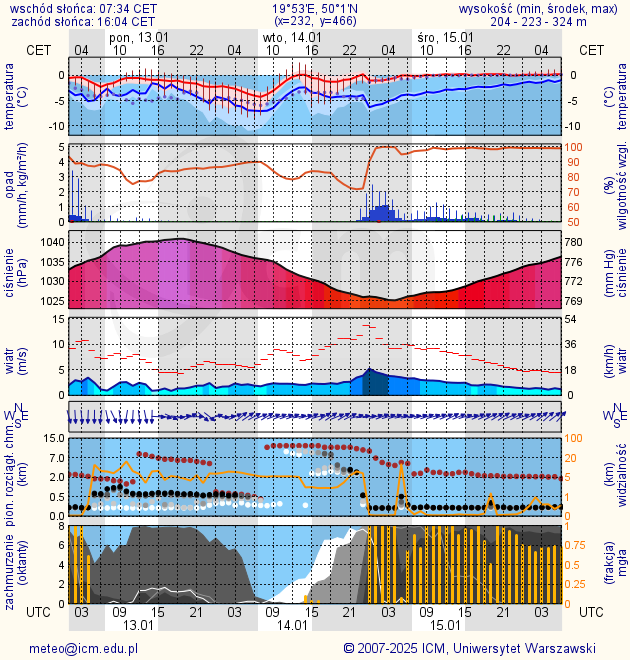 wschód słońca: 07:34 CET 19°53'E, 50°1'N wysokość (min, środek, max)
zachód słońca: 16:04 CET (x=232, y=466) 204 - 223 - 324 m
pon, 13.01 wto, 14.01 śro, 15.01
CET 04 10 16 22 04 10 16 22 04 10 16 22 04 CET
temperatura (°C) 0 -5 -10 0 -5 -10 (°C) temperatura
opad (mm/h, kg/m²/h) 5 4 3 2 1 0 100 90 80 70 60 50 (%) wilgotność wzgl.
ciśnienie (hPa) 1040 1035 1030 1025 780 776 772 769 (mm Hg) ciśnienie
wiatr (m/s) 15 10 5 0 54 36 18 0 (km/h) wiatr
N W E S N W E S
pion. rozciągł. chm. (km) 15.0 7.0 2.0 0.5 0.0 100 20 5 1 0 (km) widzialność
zachmurzenie (oktanty) 8 6 4 2 0 1 0.75 0.5 0.25 0 (frakcja) mgła
UTC 03 09 15 21 03 09 15 21 03 09 15 21 03 UTC
13.01 14.01 15.01
meteo@icm.edu.pl © 2007-2025 ICM, Uniwersytet Warszawski